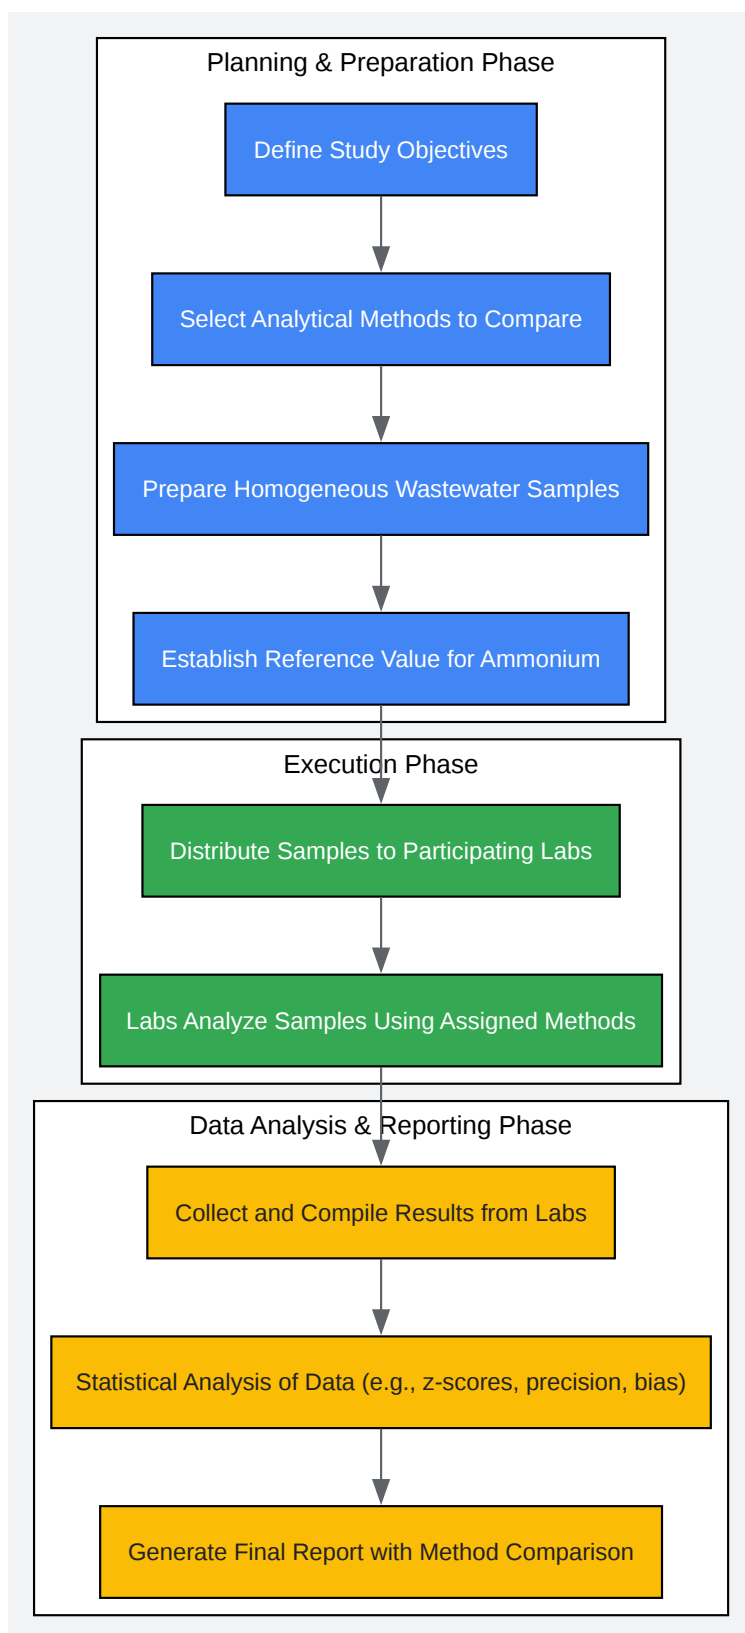 Planning & Preparation Phase
Define Study Objectives
Select Analytical Methods to Compare
Prepare Homogeneous Wastewater Samples
Establish Reference Value for Ammonium
Execution Phase
Distribute Samples to Participating Labs
Labs Analyze Samples Using Assigned Methods
Data Analysis & Reporting Phase
Collect and Compile Results from Labs
Statistical Analysis of Data (e.g., z-scores, precision, bias)
Generate Final Report with Method Comparison